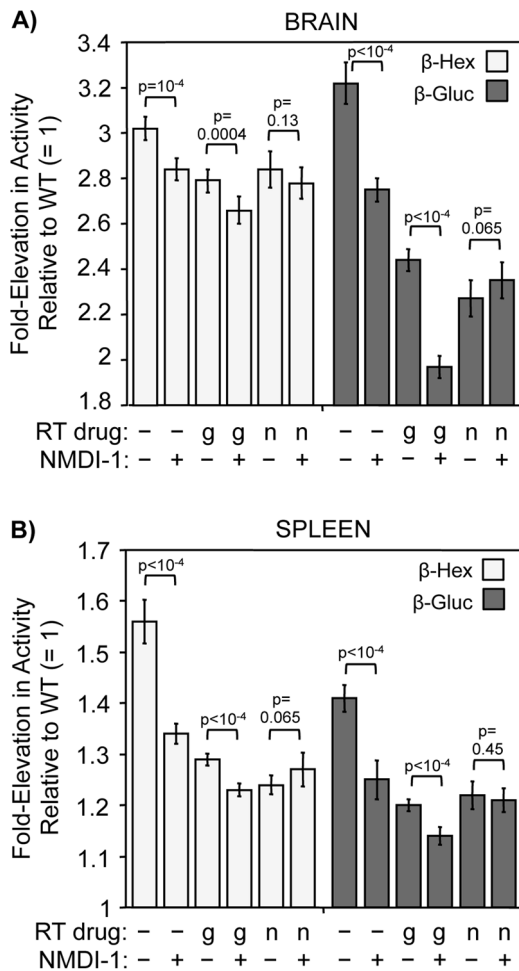 A)
BRAIN
Fold-Elevation in Activity
Relative to WT (= 1)
3.4
3.2
3
2.8
2.6
2.4
2.2
2
1.8
p=10-4
p=
0.0004
p=
0.13
p<10-4
p<10-4
p=
0.065
β-Hex
β-Gluc
RT drug: – – g g n n – – g g n n
NMDI-1: – + – + – + – + – + – +
B)
SPLEEN
Fold-Elevation in Activity
Relative to WT (= 1)
1.7
1.6
1.5
1.4
1.3
1.2
1.1
1
p<10-4
p<10-4
p=
0.065
p<10-4
p<10-4
p=
0.45
β-Hex
β-Gluc
RT drug: – – g g n n – – g g n n
NMDI-1: – + – + – + – + – + – +